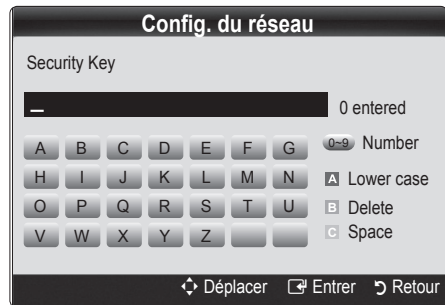 Config. du réseau
Security Key
_ 0 entered
A B C D E F G 0~9 Number
H I J K L M N A Lower case
O P Q R S T U B Delete
V W X Y Z C Space
Déplacer Entrer Retour